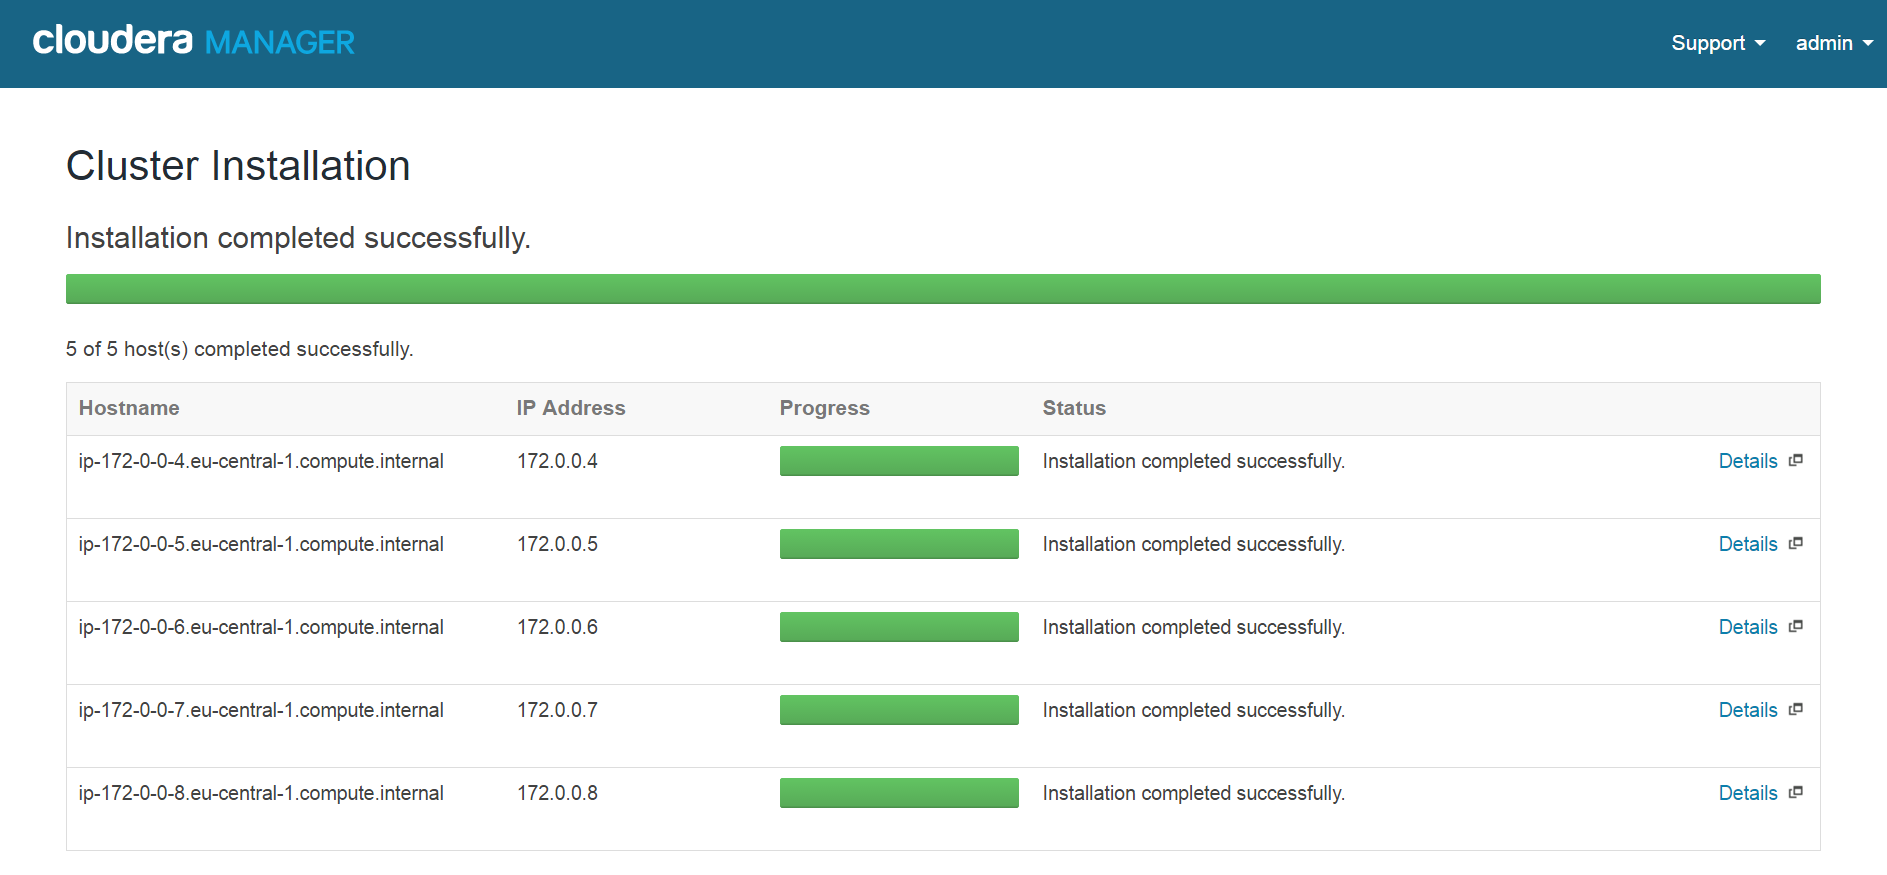 cloudera MANAGER
Support admin
Cluster Installation
Installation completed successfully.
5 of 5 host(s) completed successfully.
Hostname IP Address Progress Status
ip-172-0-0-4.eu-central-1.compute.internal 172.0.0.4 Installation completed successfully. Details
ip-172-0-0-5.eu-central-1.compute.internal 172.0.0.5 Installation completed successfully. Details
ip-172-0-0-6.eu-central-1.compute.internal 172.0.0.6 Installation completed successfully. Details
ip-172-0-0-7.eu-central-1.compute.internal 172.0.0.7 Installation completed successfully. Details
ip-172-0-0-8.eu-central-1.compute.internal 172.0.0.8 Installation completed successfully. Details